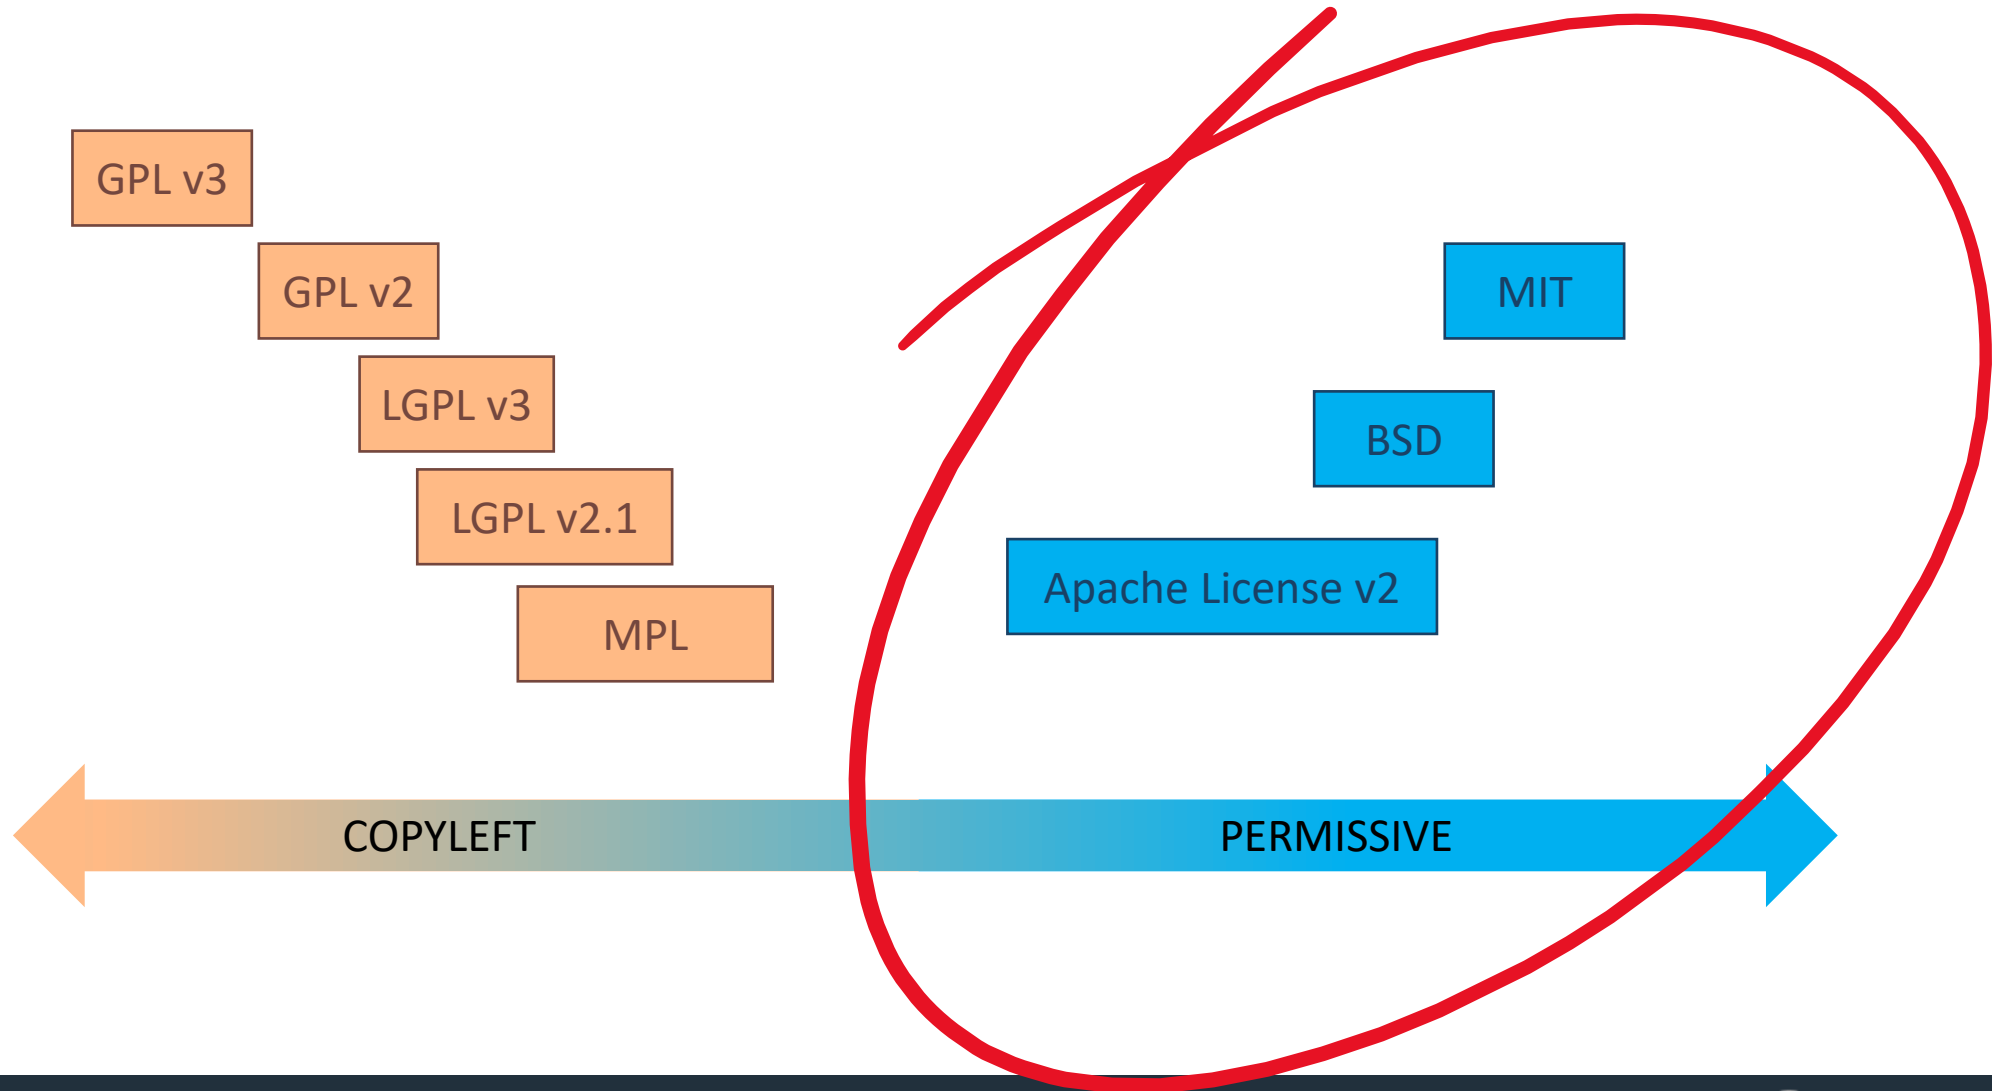 GPL v3
GPL v2
LGPL v3
LGPL v2.1
MPL
MIT
BSD
Apache License v2
COPYLEFT
PERMISSIVE